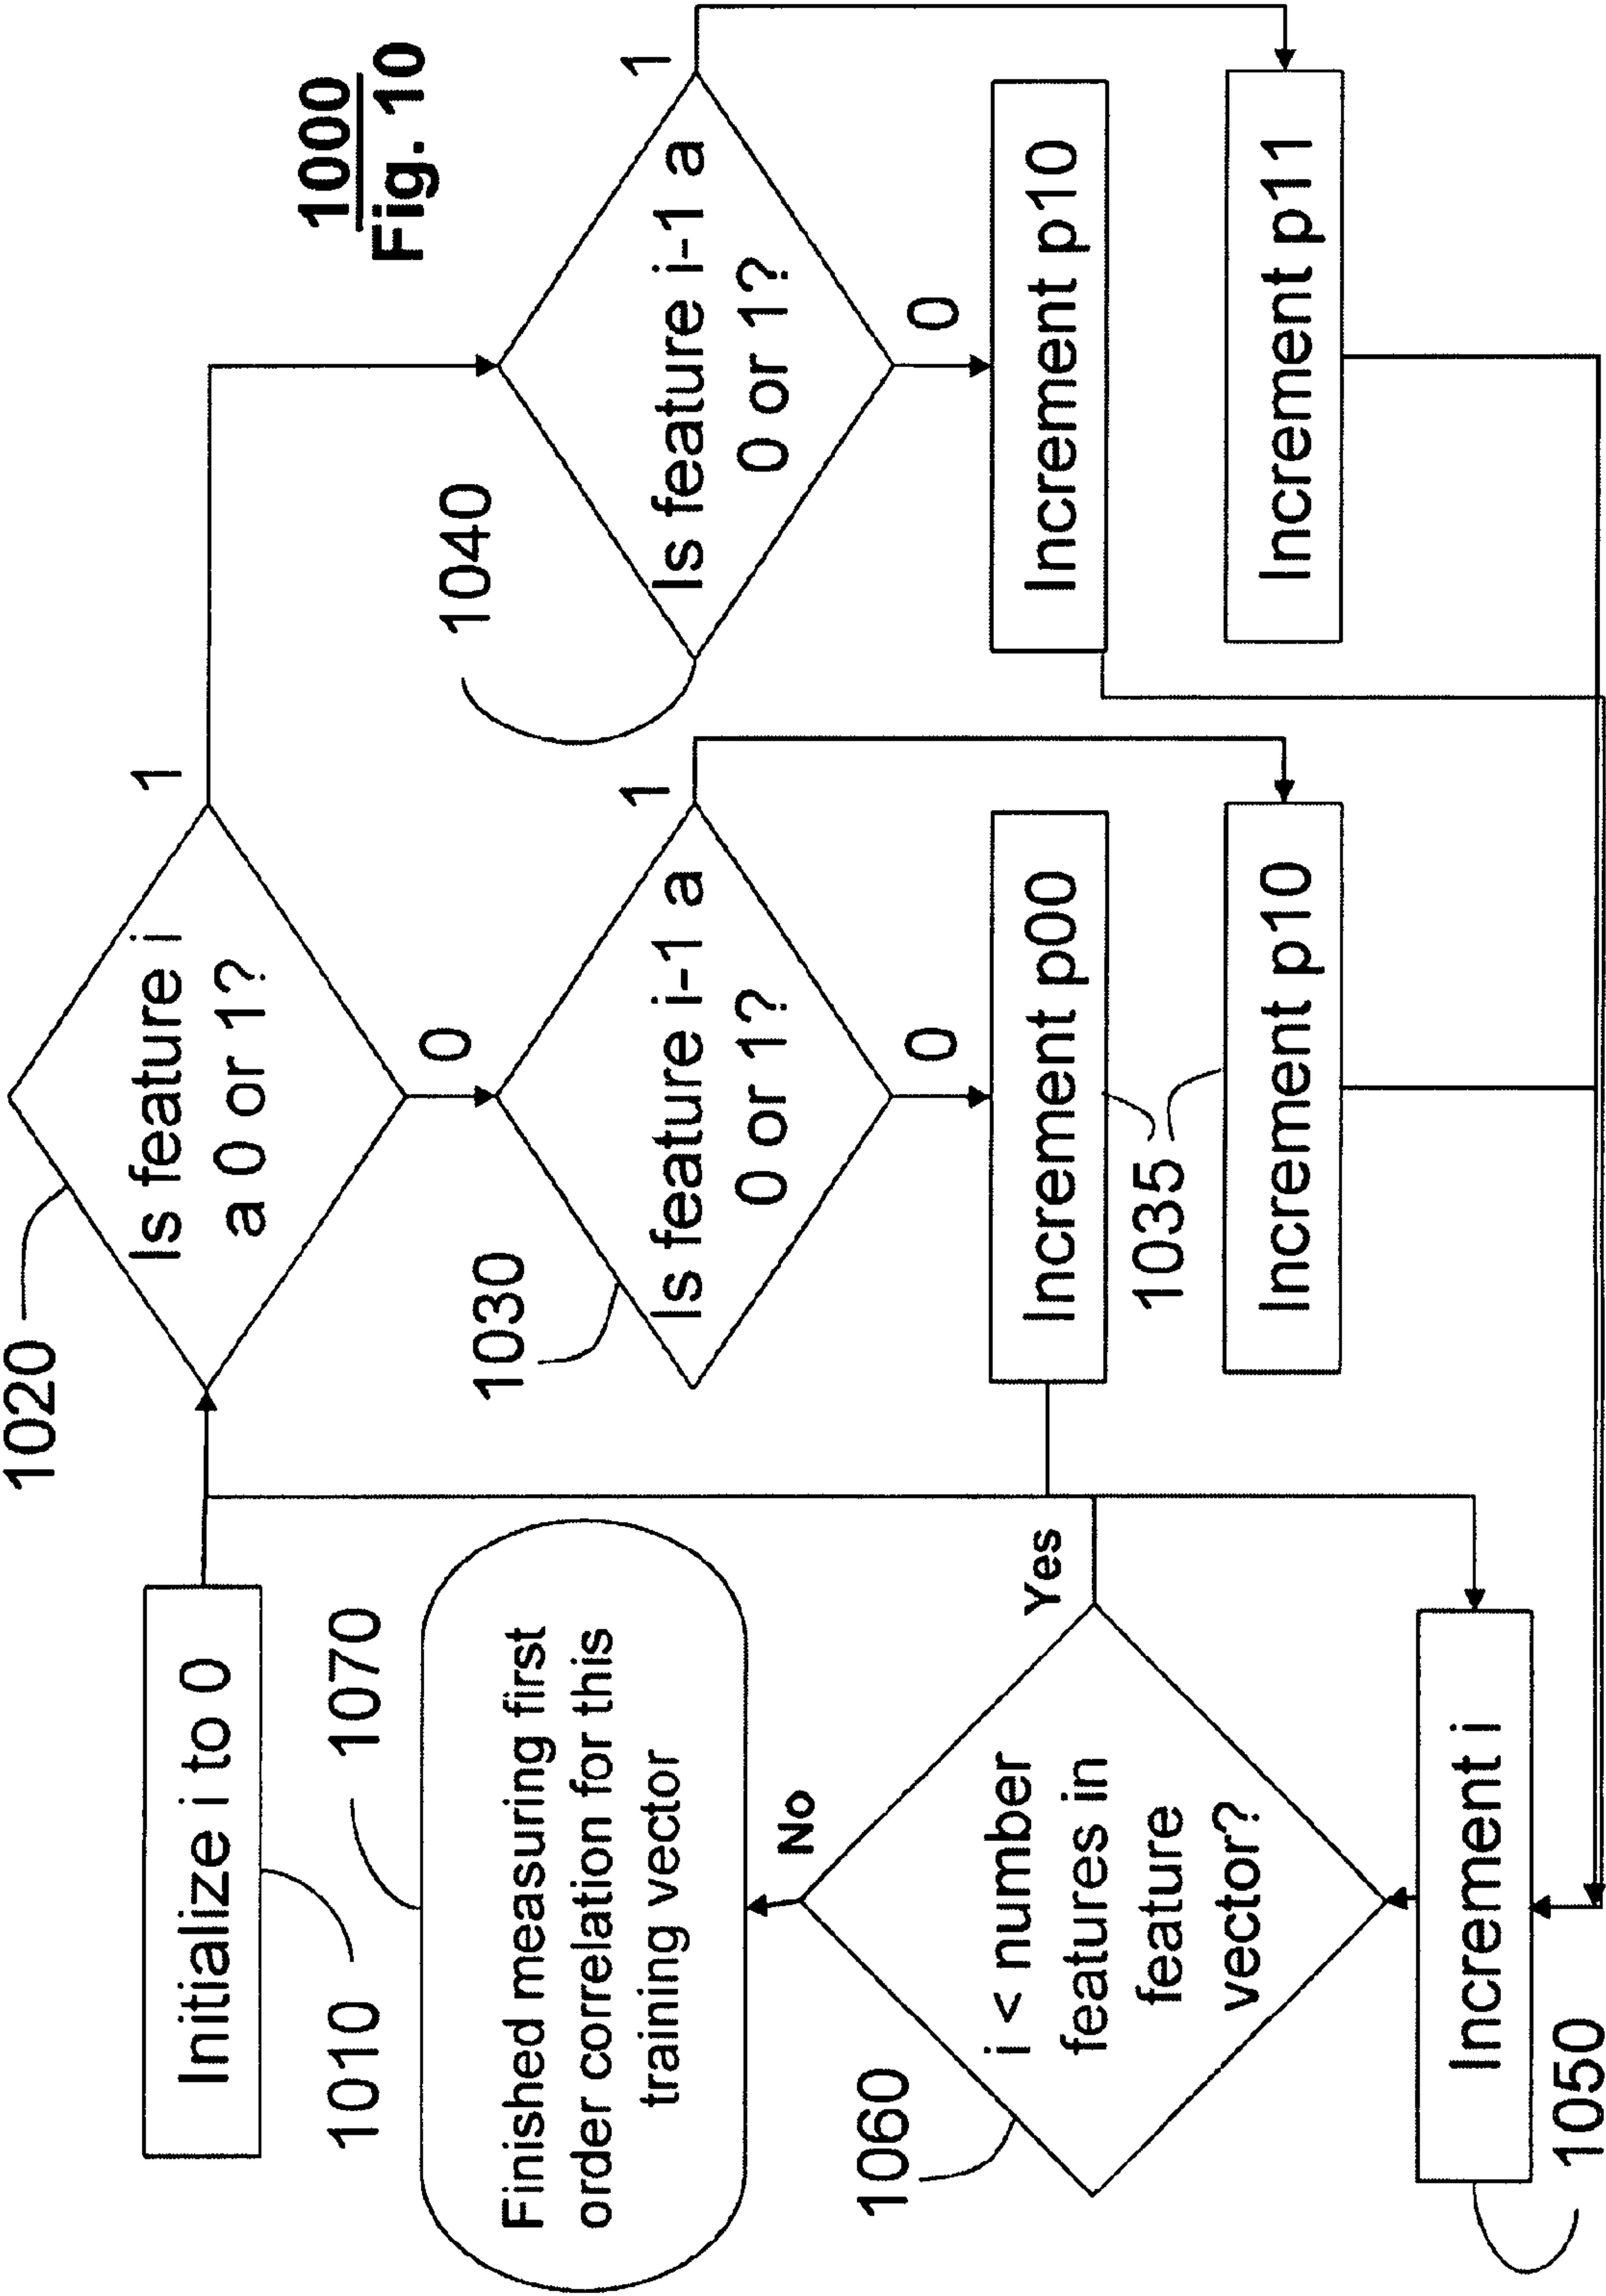 1000
Fig. 10
Initialize i to 0
1010
1020
Is feature i
a 0 or 1?
1
0
1030
Is feature i-1 a
0 or 1?
1
0
1040
Is feature i-1 a
0 or 1?
1
0
Increment p00
1035
Increment p10
Increment p10
Increment p11
1070
Finished measuring first
order correlation for this
training vector
No
Yes
1060
i < number
features in
feature
vector?
Increment i
1050